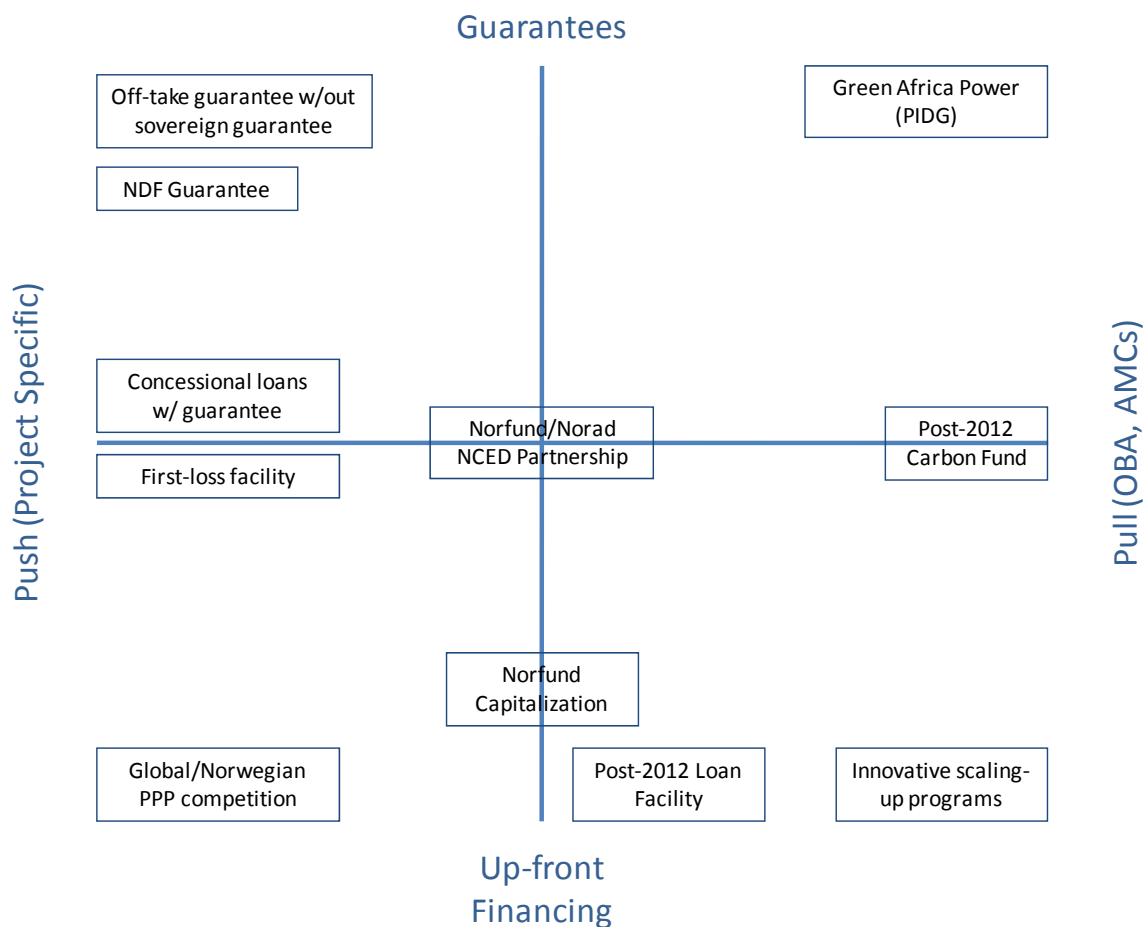 Guarantees
Off-take guarantee w/out
sovereign guarantee
Green Africa Power
(PIDG)
NDF Guarantee
Push (Project Specific)
Pull (OBA, AMCs)
Concessional loans
w/ guarantee
Norfund/Norad
NCED Partnership
Post-2012
Carbon Fund
First-loss facility
Norfund
Capitalization
Global/Norwegian
PPP competition
Post-2012 Loan
Facility
Innovative scaling-
up programs
Up-front
Financing